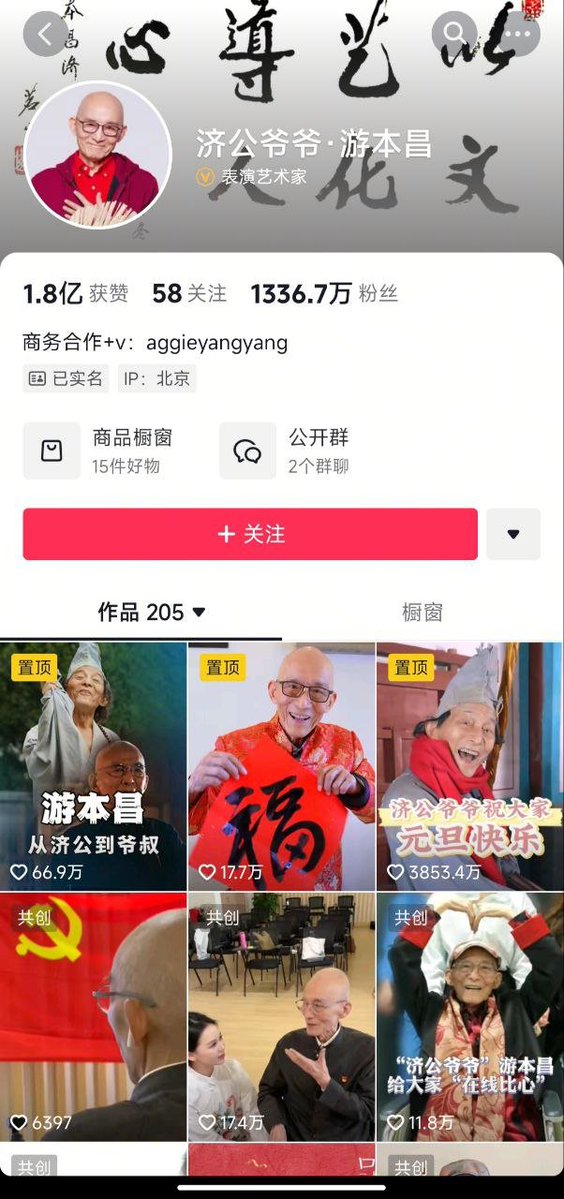 以艺导心
文化人
本昌济
济公爷爷·游本昌
表演艺术家
1.8亿 获赞 58 关注 1336.7万 粉丝
商务合作+v：aggieyangyang
已实名 IP：北京
商品橱窗 公开群
15件好物 2个群聊
+ 关注
作品 205 橱窗
置顶
游本昌
从济公到爷叔
66.9万
置顶
福
17.7万
置顶
济公爷爷祝大家
元旦快乐
3853.4万
共创
6397
共创
17.4万
共创
“济公爷爷”游本昌
给大家“在线比心”
11.8万
共创
共创